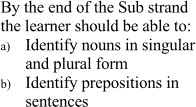 By the end of the Sub strand
the learner should be able to:
a) Identify nouns in singular
and plural form
b) Identify prepositions in
sentences